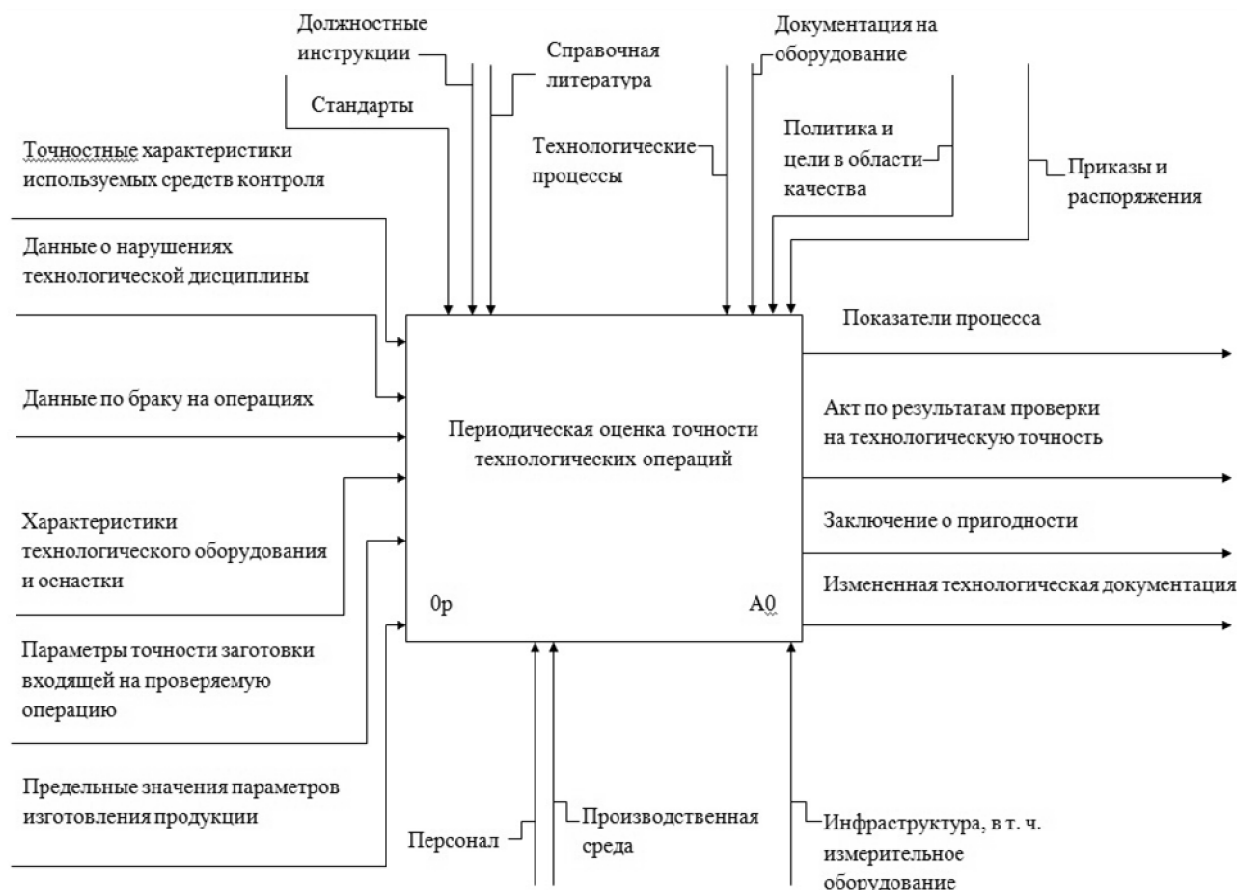 Должностные
инструкции
Справочная
литература
Документация на
оборудование
Стандарты
Технологические
процессы
Политика и
цели в области
качества
Приказы и
распоряжения
Точностные характеристики
используемых средств контроля
Данные о нарушениях
технологической дисциплины
Данные по браку на операциях
Характеристики
технологического оборудования
и оснастки
Параметры точности заготовки
входящей на проверяемую
операцию
Предельные значения параметров
изготовления продукции
Периодическая оценка точности
технологических операций
0р
А0
Показатели процесса
Акт по результатам проверки
на технологическую точность
Заключение о пригодности
Измененная технологическая документация
Персонал
Производственная
среда
Инфраструктура, в т. ч.
измерительное
оборудование